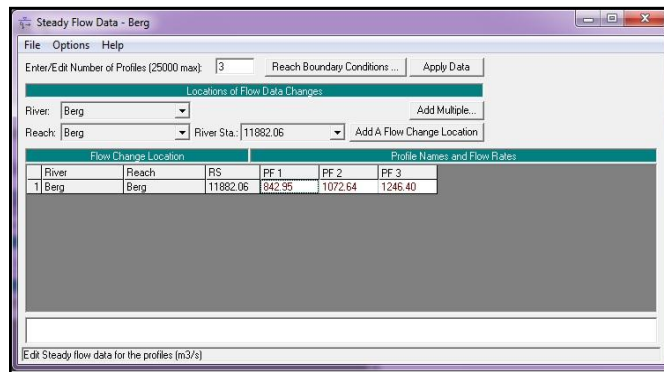 Steady Flow Data - Berg
File Options Help
Enter/Edit Number of Profiles (25000 max): 3 Reach Boundary Conditions ... Apply Data
Locations of Flow Data Changes
River: Berg Add Multiple...
Reach: Berg River Sta.: 11882.06 Add A Flow Change Location
Flow Change Location Profile Names and Flow Rates
River Reach RS PF 1 PF 2 PF 3
1 Berg Berg 11882.06 842.95 1072.64 1246.40
Edit Steady flow data for the profiles (m3/s)